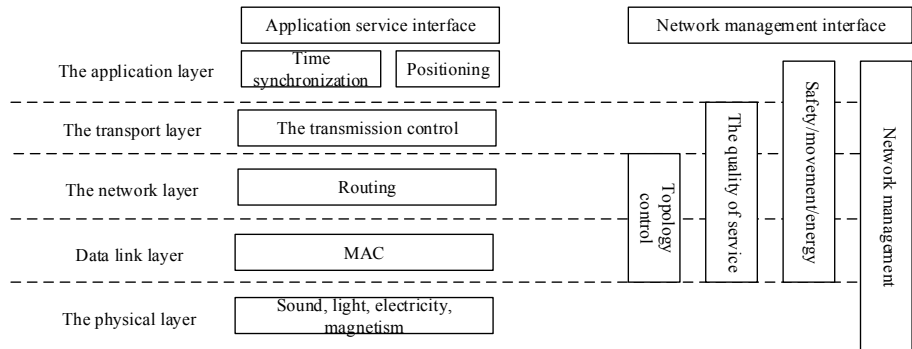 Application service interface
Network management interface
The application layer
Time
synchronization
Positioning
The transport layer
The transmission control
The network layer
Routing
Data link layer
MAC
The physical layer
Sound, light, electricity,
magnetism
Topology
control
The quality of service
Safety/movement/energy
Network management